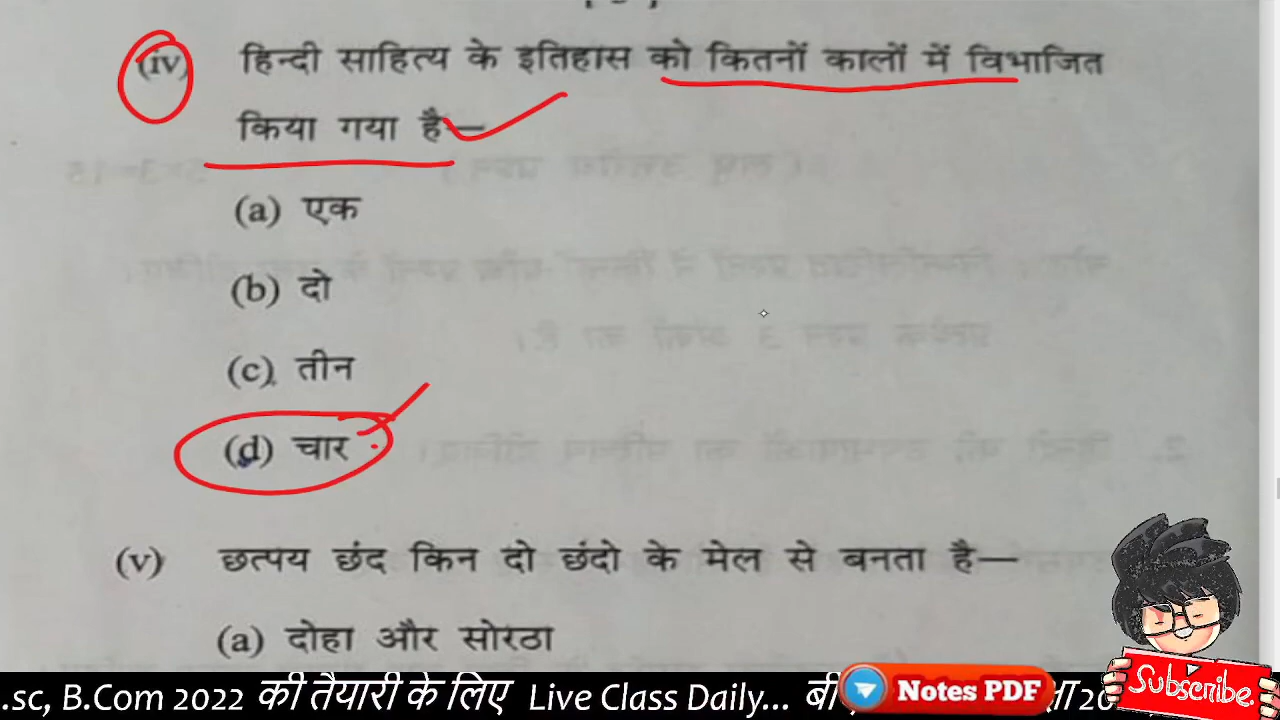 (iv) हिन्दी साहित्य के इतिहास को कितनों कालों में विभाजित
किया गया है—
(a) एक
(b) दो
(c) तीन
(d) चार
(v) छत्पय छंद किन दो छंदो के मेल से बनता है—
(a) दोहा और सोरठा
.sc, B.Com 2022 की तैयारी के लिए Live Class Daily...
Notes PDF
Subscribe.